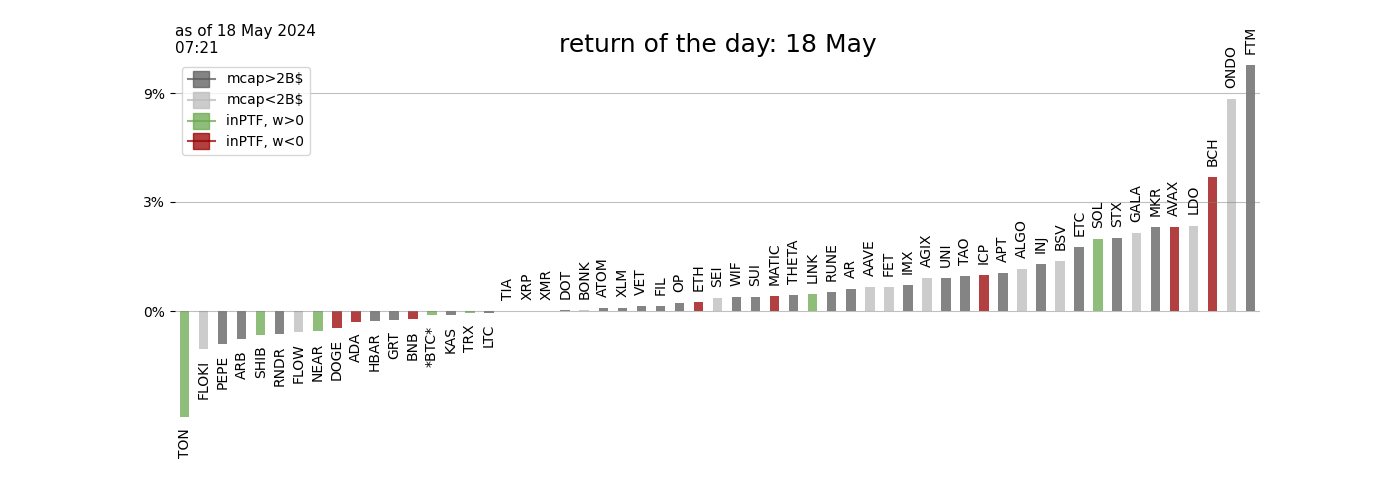 as of 18 May 2024
07:21
return of the day: 18 May
mcap>2B$
mcap<2B$
inPTF, w>0
inPTF, w<0
9%
3%
0%
TON
FLOKI
PEPE
ARB
SHIB
RNDR
FLOW
NEAR
DOGE
ADA
HBAR
GRT
BNB
*BTC*
KAS
TRX
LTC
TIA
XRP
XMR
DOT
BONK
ATOM
XLM
VET
FIL
OP
ETH
SEI
WIF
SUI
MATIC
THETA
LINK
RUNE
AR
AAVE
FET
IMX
AGIX
UNI
TAO
ICP
APT
ALGO
INJ
BSV
ETC
SOL
STX
GALA
MKR
AVAX
LDO
BCH
ONDO
FTM